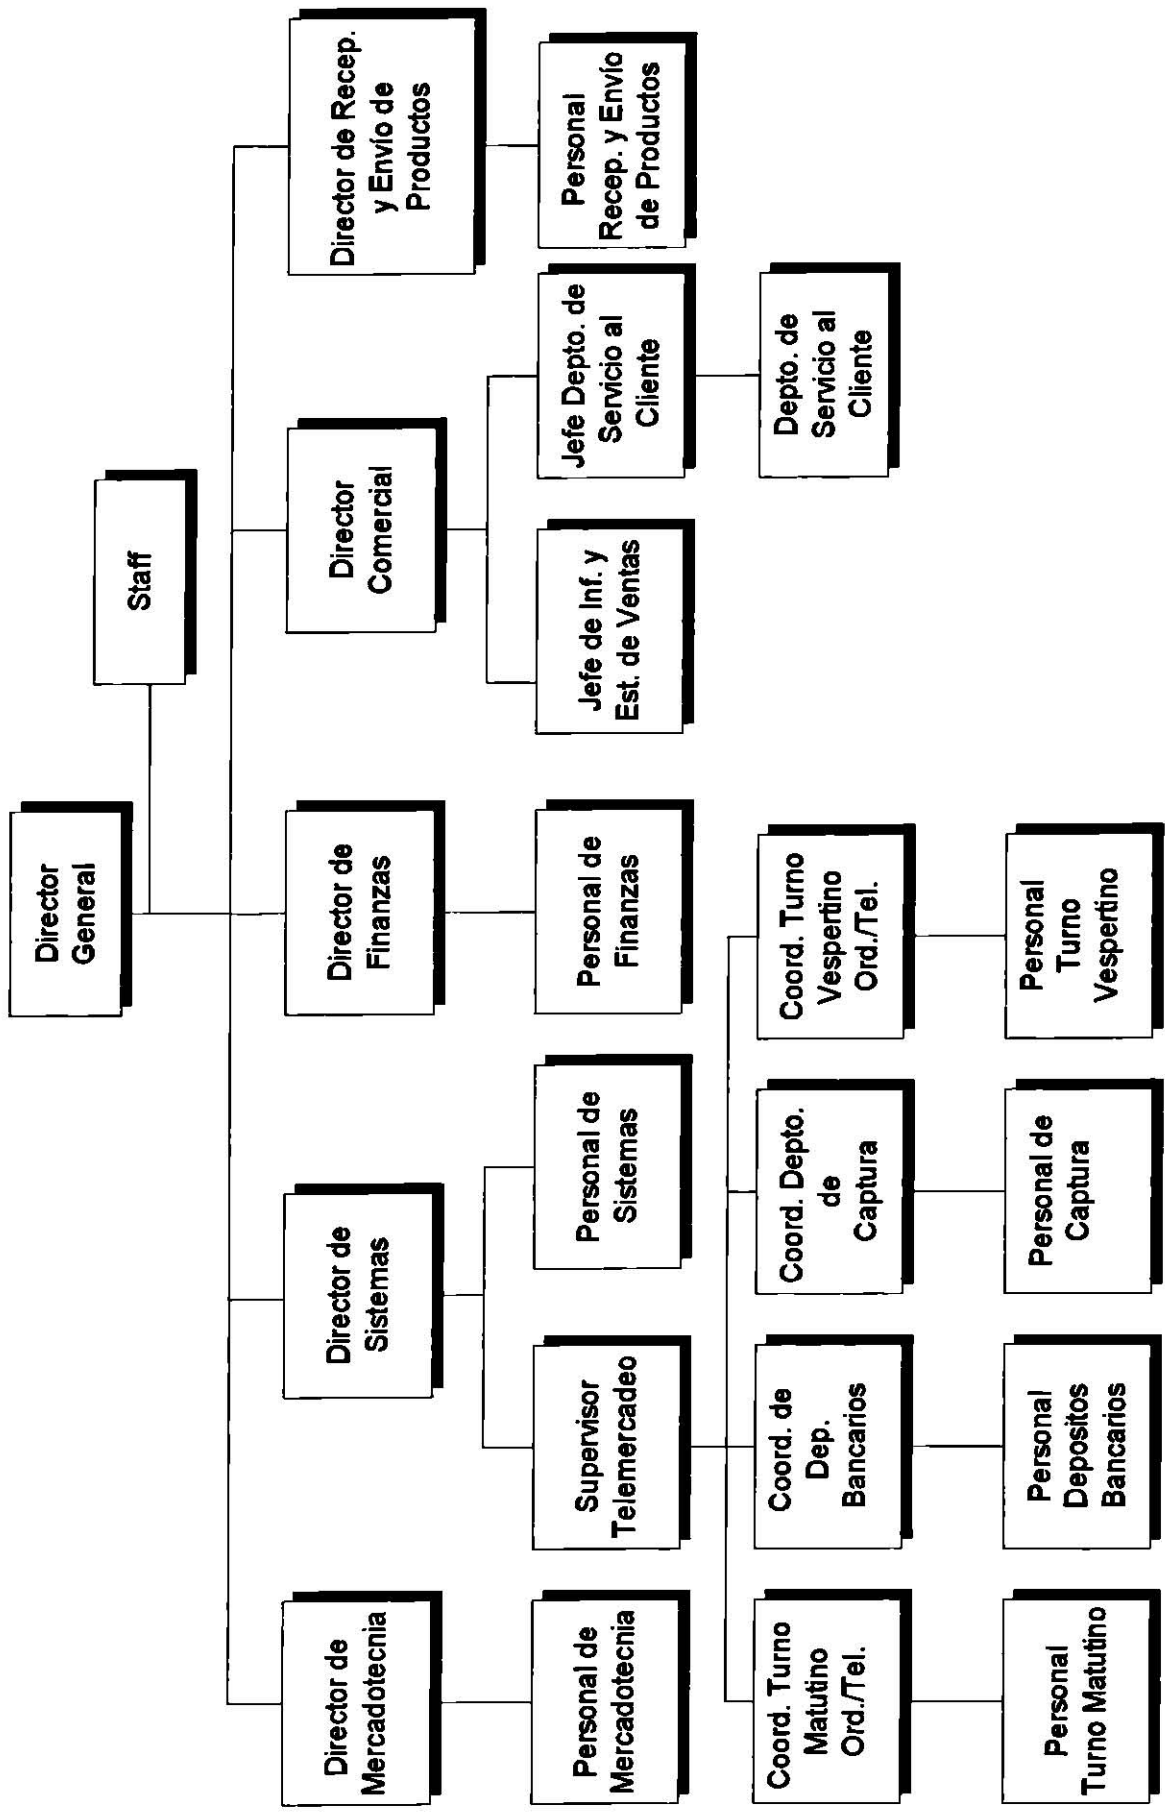 Director
General
Staff
Director de
Mercadotecnia
Director de
Sistemas
Director de
Finanzas
Director
Comercial
Director de Recep.
y Envío de
Productos
Personal de
Mercadotecnia
Supervisor
Telemercadeo
Personal de
Sistemas
Personal de
Finanzas
Jefe de Inf. y
Est. de Ventas
Jefe Depto. de
Servicio al
Cliente
Personal
Recep. y Envío
de Productos
Coord. Turno
Matutino
Ord./Tel.
Coord. de
Dep.
Bancarios
Coord. Depto.
de
Captura
Coord. Turno
Vespertino
Ord./Tel.
Depto. de
Servicio al
Cliente
Personal
Turno Matutino
Personal
Depositos
Bancarios
Personal de
Captura
Personal
Turno
Vespertino